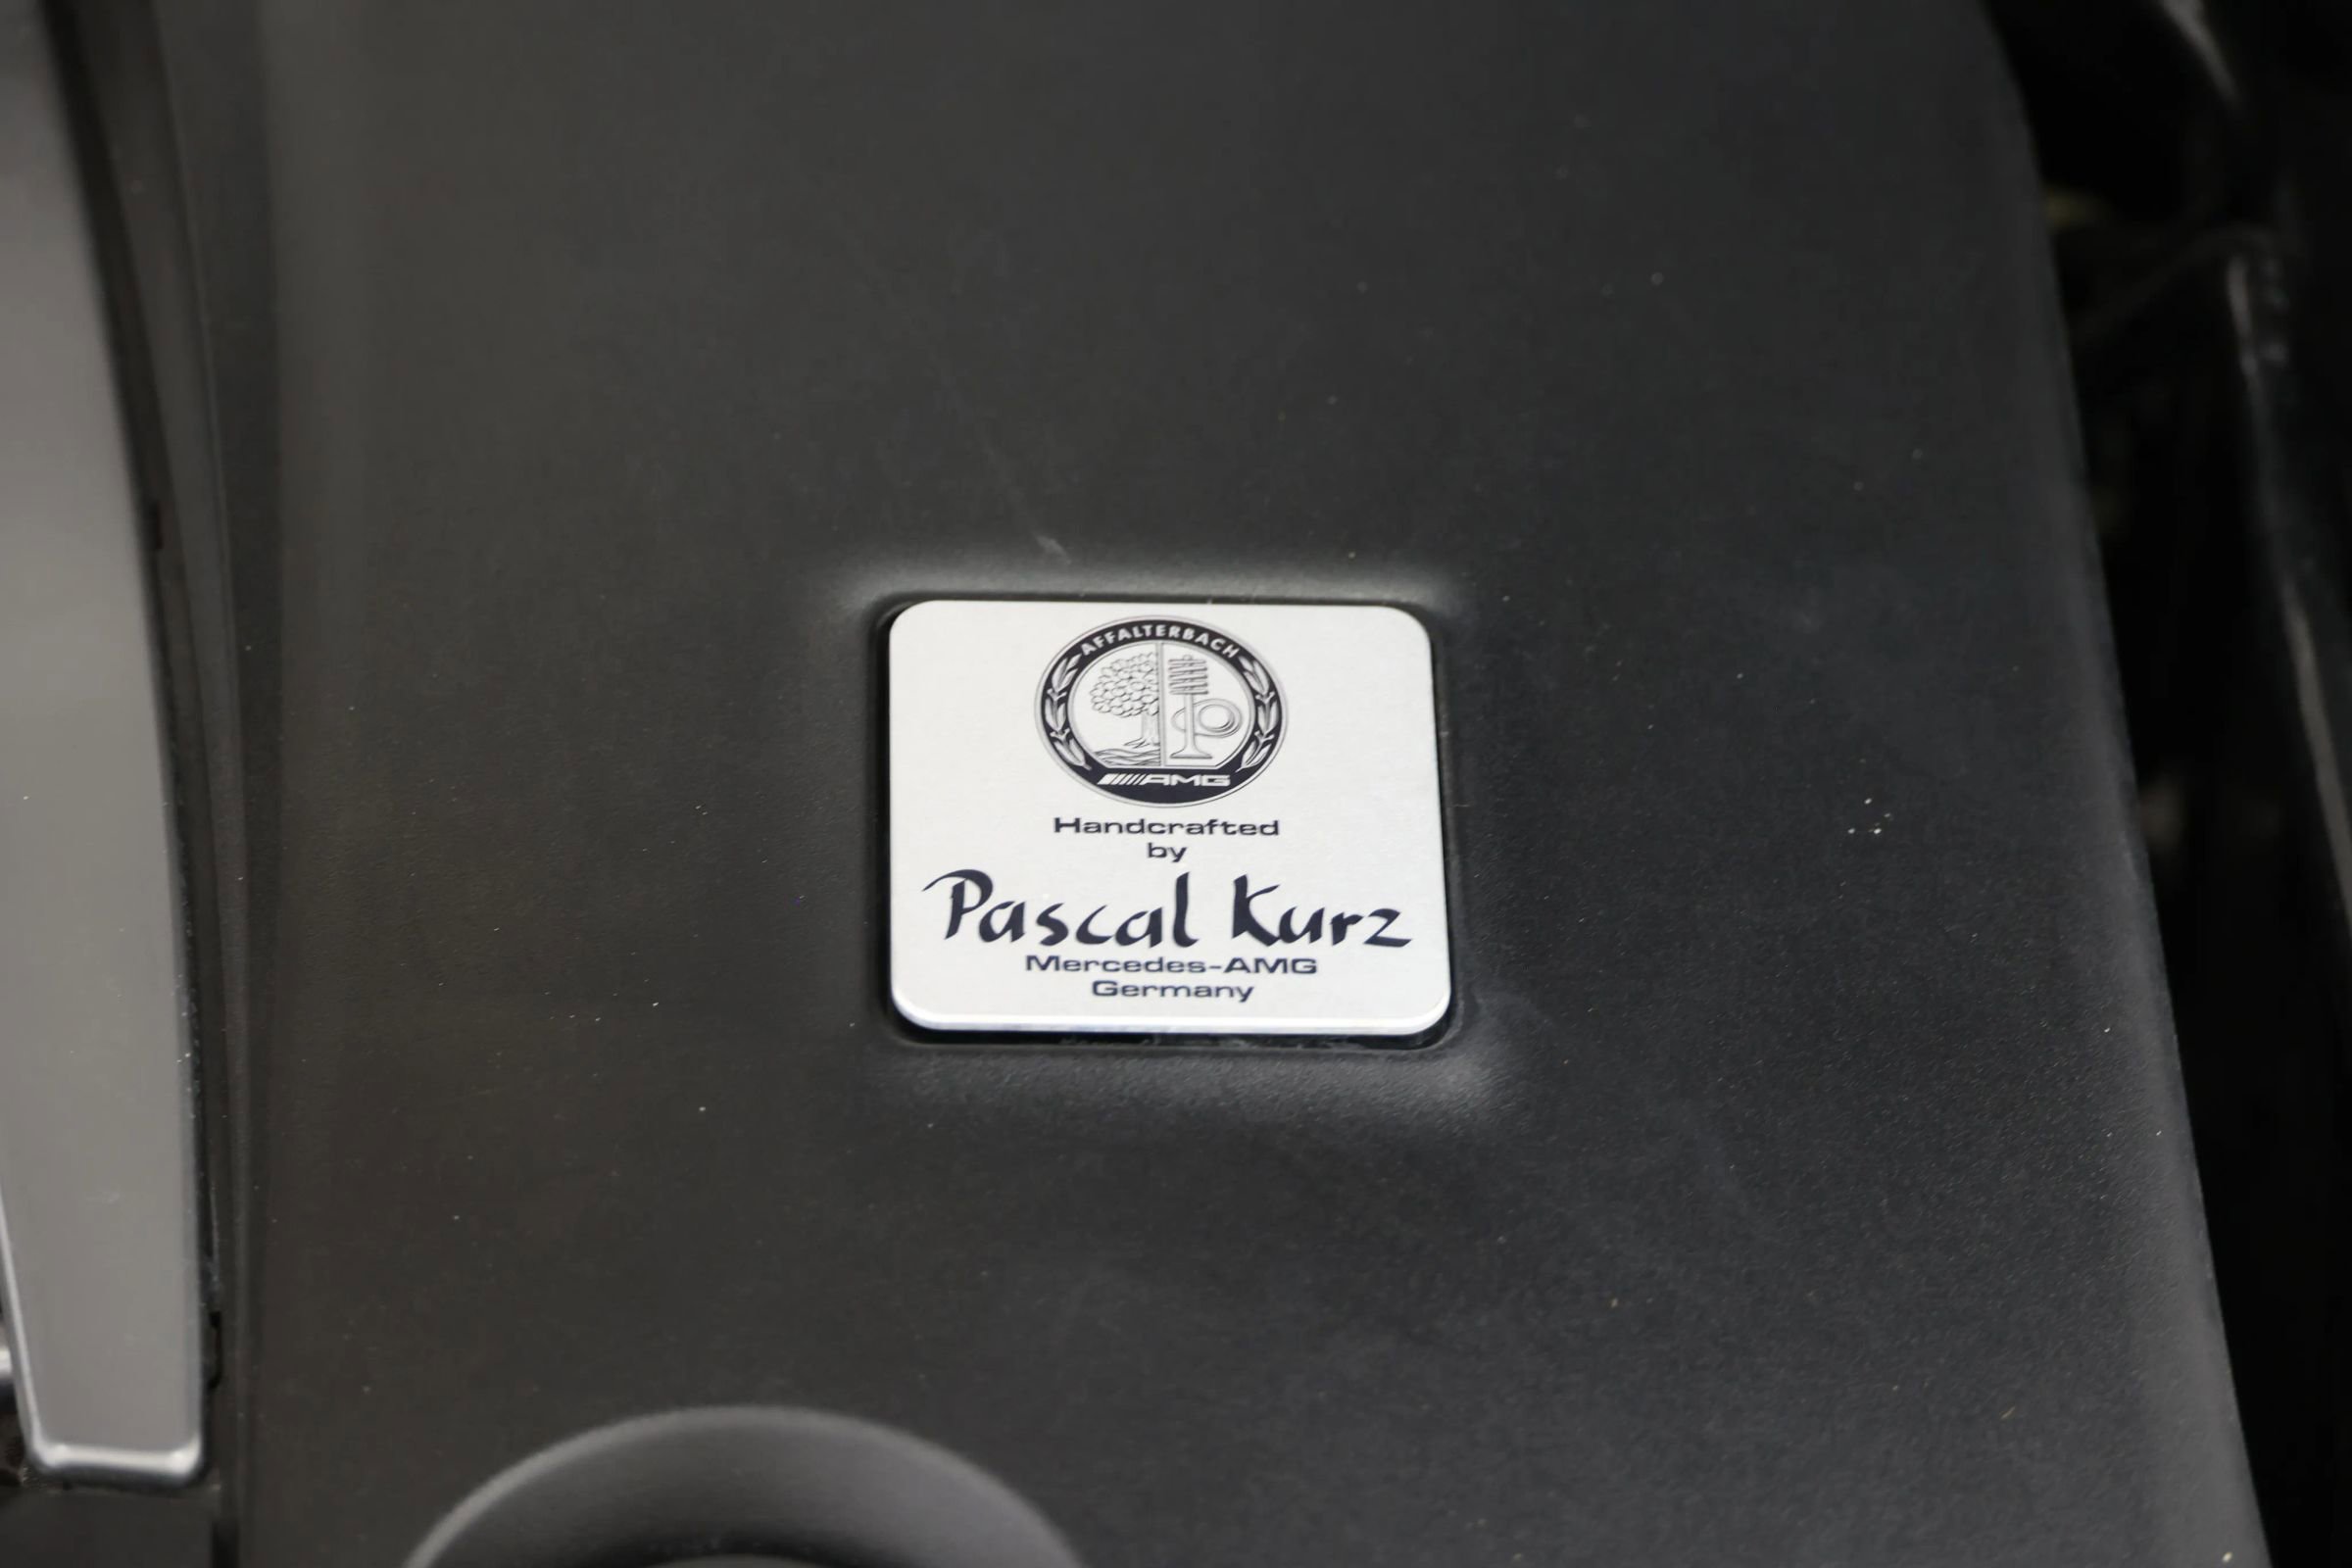 AFFALTERBACH
AMG
Handcrafted
by
Pascal Kurz
Mercedes-AMG
Germany